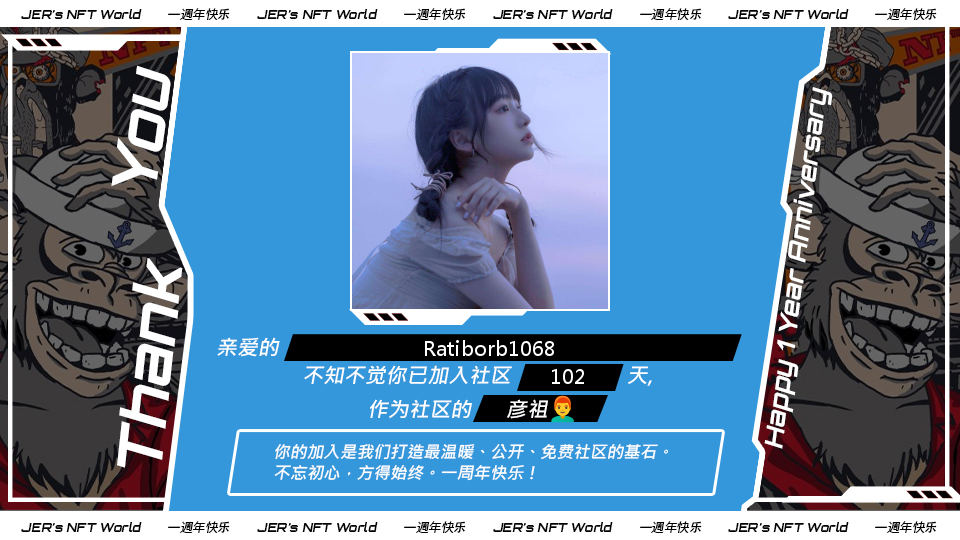 JER's NFT World 一週年快乐 JER's NFT World 一週年快乐 JER's NFT World 一週年快乐 JER's NFT World 一週年快乐
Thank You
Happy 1 Year Anniversary
亲爱的 Ratiborb1068
不知不觉你已加入社区 102 天,
作为社区的 彦祖👨‍🦰
你的加入是我们打造最温暖、公开、免费社区的基石。
不忘初心，方得始终。一周年快乐！
JER's NFT World 一週年快乐 JER's NFT World 一週年快乐 JER's NFT World 一週年快乐 JER's NFT World 一週年快乐